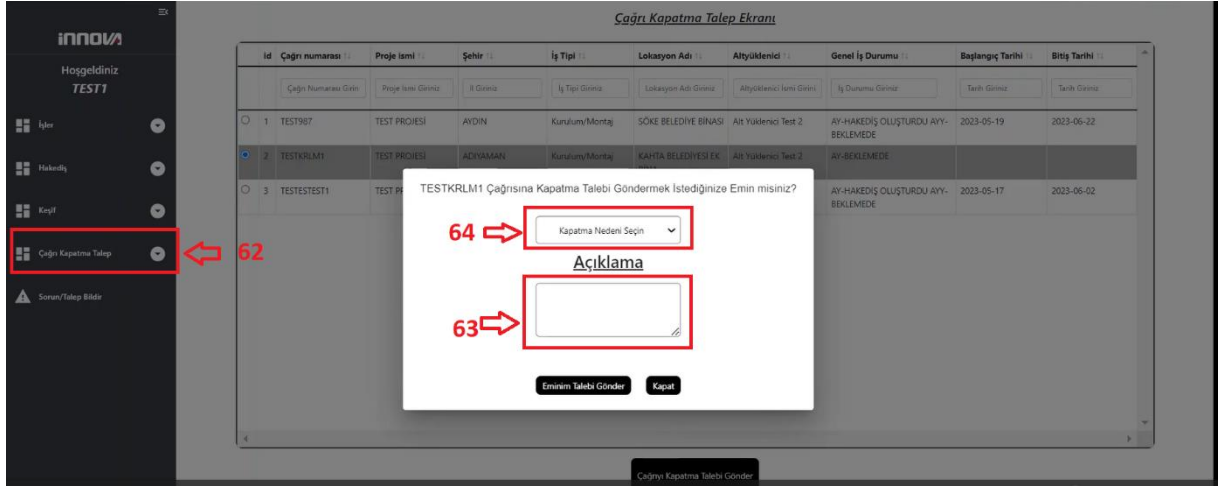 Çağrı Kapatma Talep Ekranı
innova
Hoşgeldiniz
TEST1
İşler
Hakediş
Keşif
Çağrı Kapatma Talep
62
Sorun/Talep Bildir
id Çağrı numarası Proje ismi Şehir İş Tipi Lokasyon Adı Altyüklenici Genel İş Durumu Başlangıç Tarihi Bitiş Tarihi
Çağrı Numarası Girin Proje İsmi Giriniz İl Giriniz İş Tipi Giriniz Lokasyon Adı Giriniz Altyüklenici İsmi Girini İş Durumu Giriniz Tarih Giriniz Tarih Giriniz
1 TESTT987 TEST PROJESİ AYDIN Kurulum/Montaj SÖKE BELEDİYE BİNASI Alt Yüklenici Test 2 AY-HAKEDİŞ OLUŞTURDU AYY- 2023-05-19 2023-06-22
BEKLEMEDE
2 TESTKRLM1 TEST PROJESİ ADIYAMAN Kurulum/Montaj KAHTA BELEDİYESİ EK Alt Yüklenici Test 2 AY-BEKLEMEDE
3 TESTESTEST1 TEST AY-HAKEDİŞ OLUŞTURDU AYY- 2023-05-17 2023-06-02
BEKLEMEDE
TESTKRLM1 Çağrısına Kapatma Talebi Göndermek İstediğinize Emin misiniz?
64
Kapatma Nedeni Seçin
Açıklama
63
Eminim Talebi Gönder Kapat
Çağrıyı Kapatma Talebi Gönder